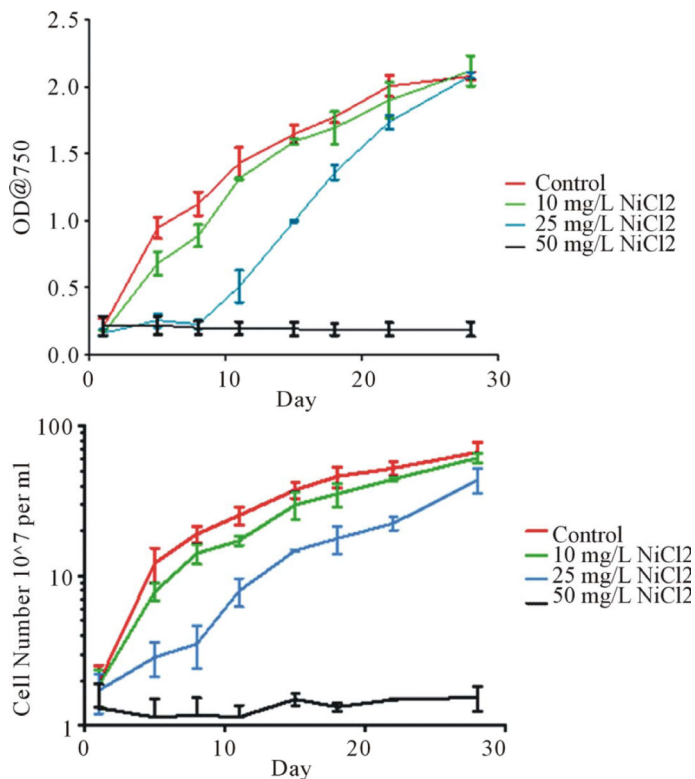 2.5
2.0
1.5
1.0
0.5
0.0
OD@750
0 10 20 30
Day
Control
10 mg/L NiCl2
25 mg/L NiCl2
50 mg/L NiCl2
100
10
1
Cell Number 10^7 per ml
0 10 20 30
Day
Control
10 mg/L NiCl2
25 mg/L NiCl2
50 mg/L NiCl2